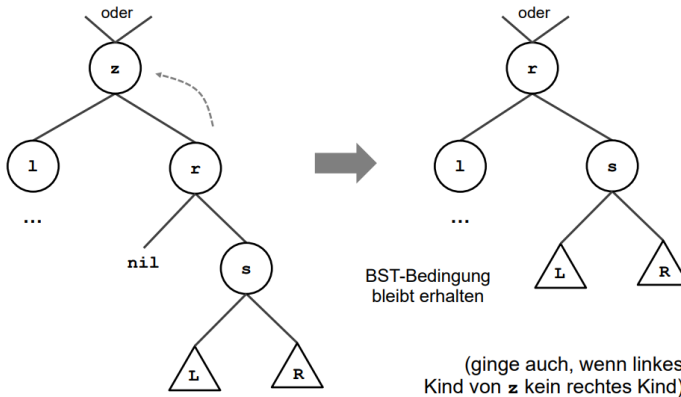 oder
oder
z
r
l
r
l
s
...
...
nil
s
BST-Bedingung
bleibt erhalten
L
R
L
R
(ginge auch, wenn linkes
Kind von z kein rechtes Kind)